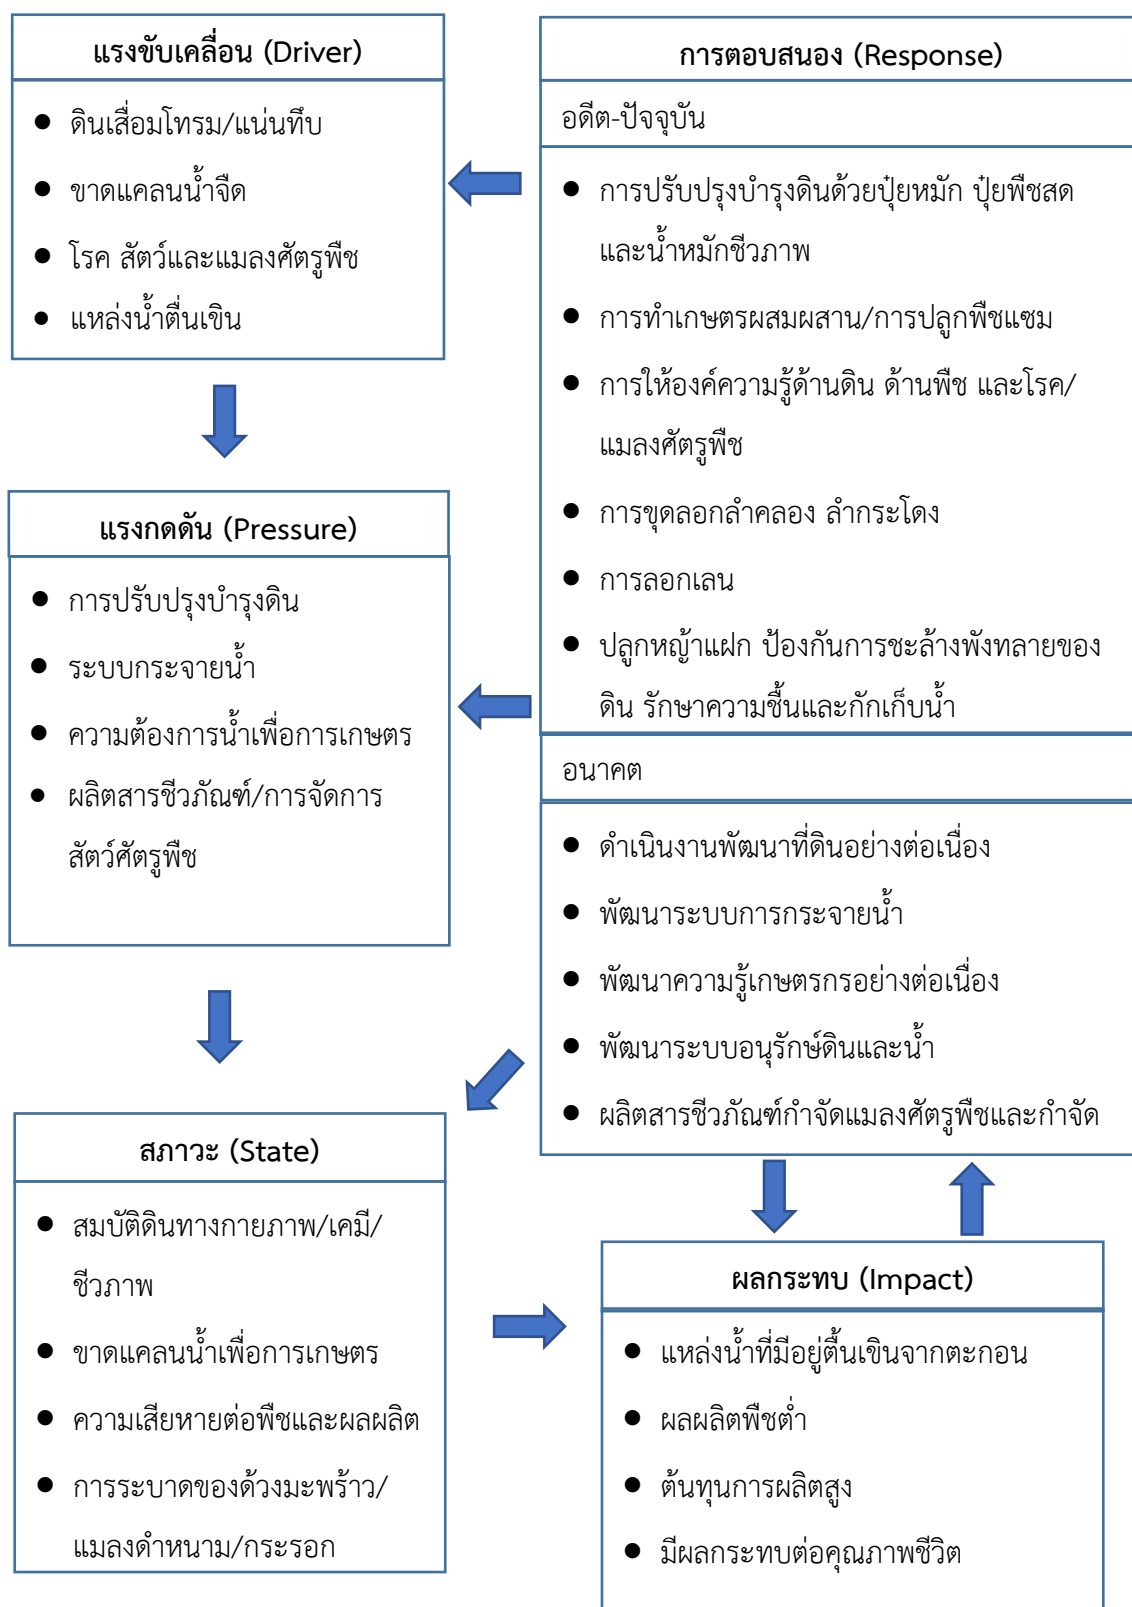 แรงขับเคลื่อน (Driver)
● ดินเสื่อมโทรม/แน่นทึบ
● ขาดแคลนน้ำจืด
● โรค สัตว์และแมลงศัตรูพืช
● แหล่งน้ำตื่นเขิน
แรงกดดัน (Pressure)
● การปรับปรุงบำรุงดิน
● ระบบกระจายน้ำ
● ความต้องการน้ำเพื่อการเกษตร
● ผลิตสารชีวภัณฑ์/การจัดการ
สัตว์ศัตรูพืช
สภาวะ (State)
● สมบัติดินทางกายภาพ/เคมี/
ชีวภาพ
● ขาดแคลนน้ำเพื่อการเกษตร
● ความเสียหายต่อพืชและผลผลิต
● การระบาดของด้วงมะพร้าว/
แมลงดำหนาม/กระรอก
การตอบสนอง (Response)
อดีต-ปัจจุบัน
● การปรับปรุงบำรุงดินด้วยปุ๋ยหมัก ปุ๋ยพืชสด
และน้ำหมักชีวภาพ
● การทำเกษตรผสมผสาน/การปลูกพืชแซม
● การให้องค์ความรู้ด้านดิน ด้านพืช และโรค/
แมลงศัตรูพืช
● การขุดลอกลำคลอง ลำกระโดง
● การลอกเลน
● ปลูกหญ้าแฝก ป้องกันการชะล้างพังทลายของ
ดิน รักษาความชื้นและกักเก็บน้ำ
อนาคต
● ดำเนินงานพัฒนาที่ดินอย่างต่อเนื่อง
● พัฒนาระบบการกระจายน้ำ
● พัฒนาความรู้เกษตรกรอย่างต่อเนื่อง
● พัฒนาระบบอนุรักษ์ดินและน้ำ
● ผลิตสารชีวภัณฑ์กำจัดแมลงศัตรูพืชและกำจัด
ผลกระทบ (Impact)
● แหล่งน้ำที่มีอยู่ตื้นเขินจากตะกอน
● ผลผลิตพืชต่ำ
● ต้นทุนการผลิตสูง
● มีผลกระทบต่อคุณภาพชีวิต